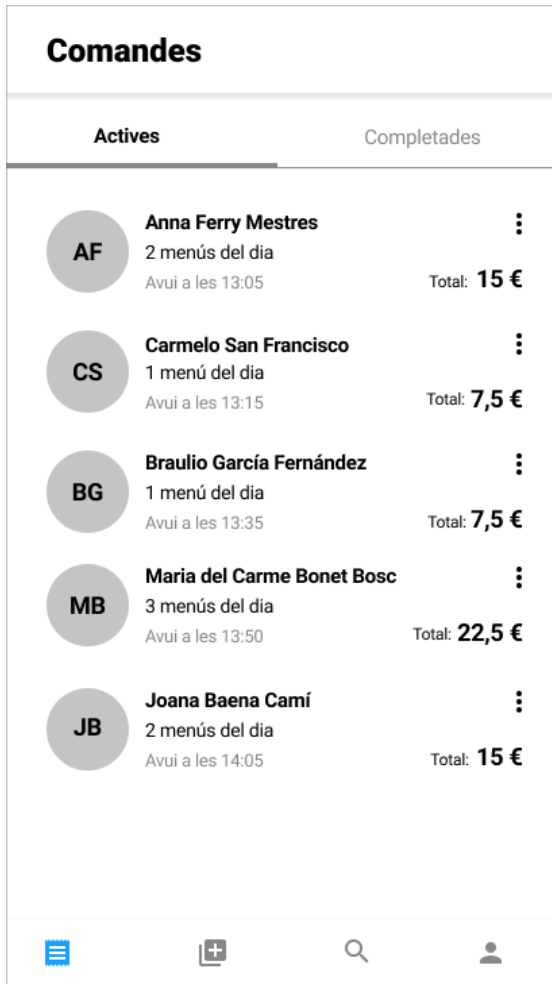 Comandes
Actives
Completades
AF
Anna Ferry Mestres
2 menús del dia
Avui a les 13:05
Total: 15 €
CS
Carmelo San Francisco
1 menú del dia
Avui a les 13:15
Total: 7,5 €
BG
Braulio García Fernández
1 menú del dia
Avui a les 13:35
Total: 7,5 €
MB
Maria del Carme Bonet Bosc
3 menús del dia
Avui a les 13:50
Total: 22,5 €
JB
Joana Baena Camí
2 menús del dia
Avui a les 14:05
Total: 15 €